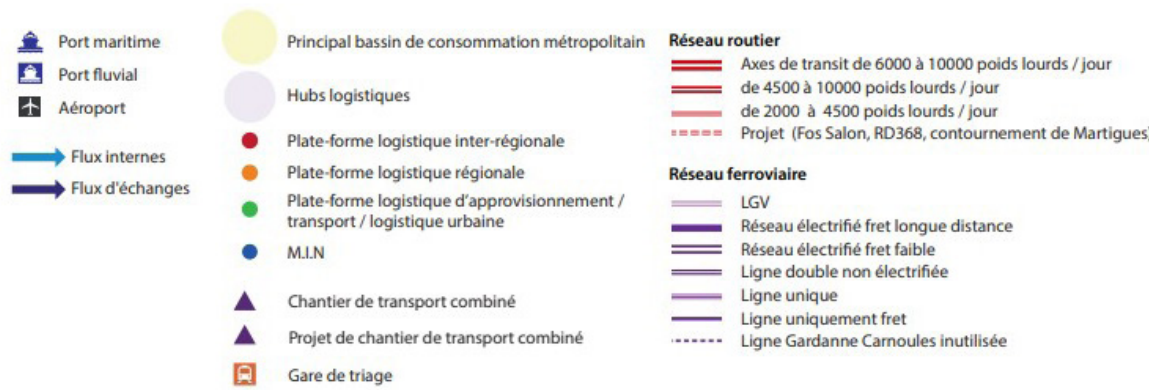 Port maritime
Port fluvial
Aéroport
Flux internes
Flux d'échanges
Principal bassin de consommation métropolitain
Hubs logistiques
Plate-forme logistique inter-régionale
Plate-forme logistique régionale
Plate-forme logistique d'approvisionnement /
transport / logistique urbaine
M.I.N
Chantier de transport combiné
Projet de chantier de transport combiné
Gare de triage
Réseau routier
Axes de transit de 6000 à 10000 poids lourds / jour
de 4500 à 10000 poids lourds / jour
de 2000 à 4500 poids lourds / jour
Projet (Fos Salon, RD368, contournement de Martigues)
Réseau ferroviaire
LGV
Réseau électrifié fret longue distance
Réseau électrifié fret faible
Ligne double non électrifiée
Ligne unique
Ligne uniquement fret
Ligne Gardanne Carnoules inutilisée